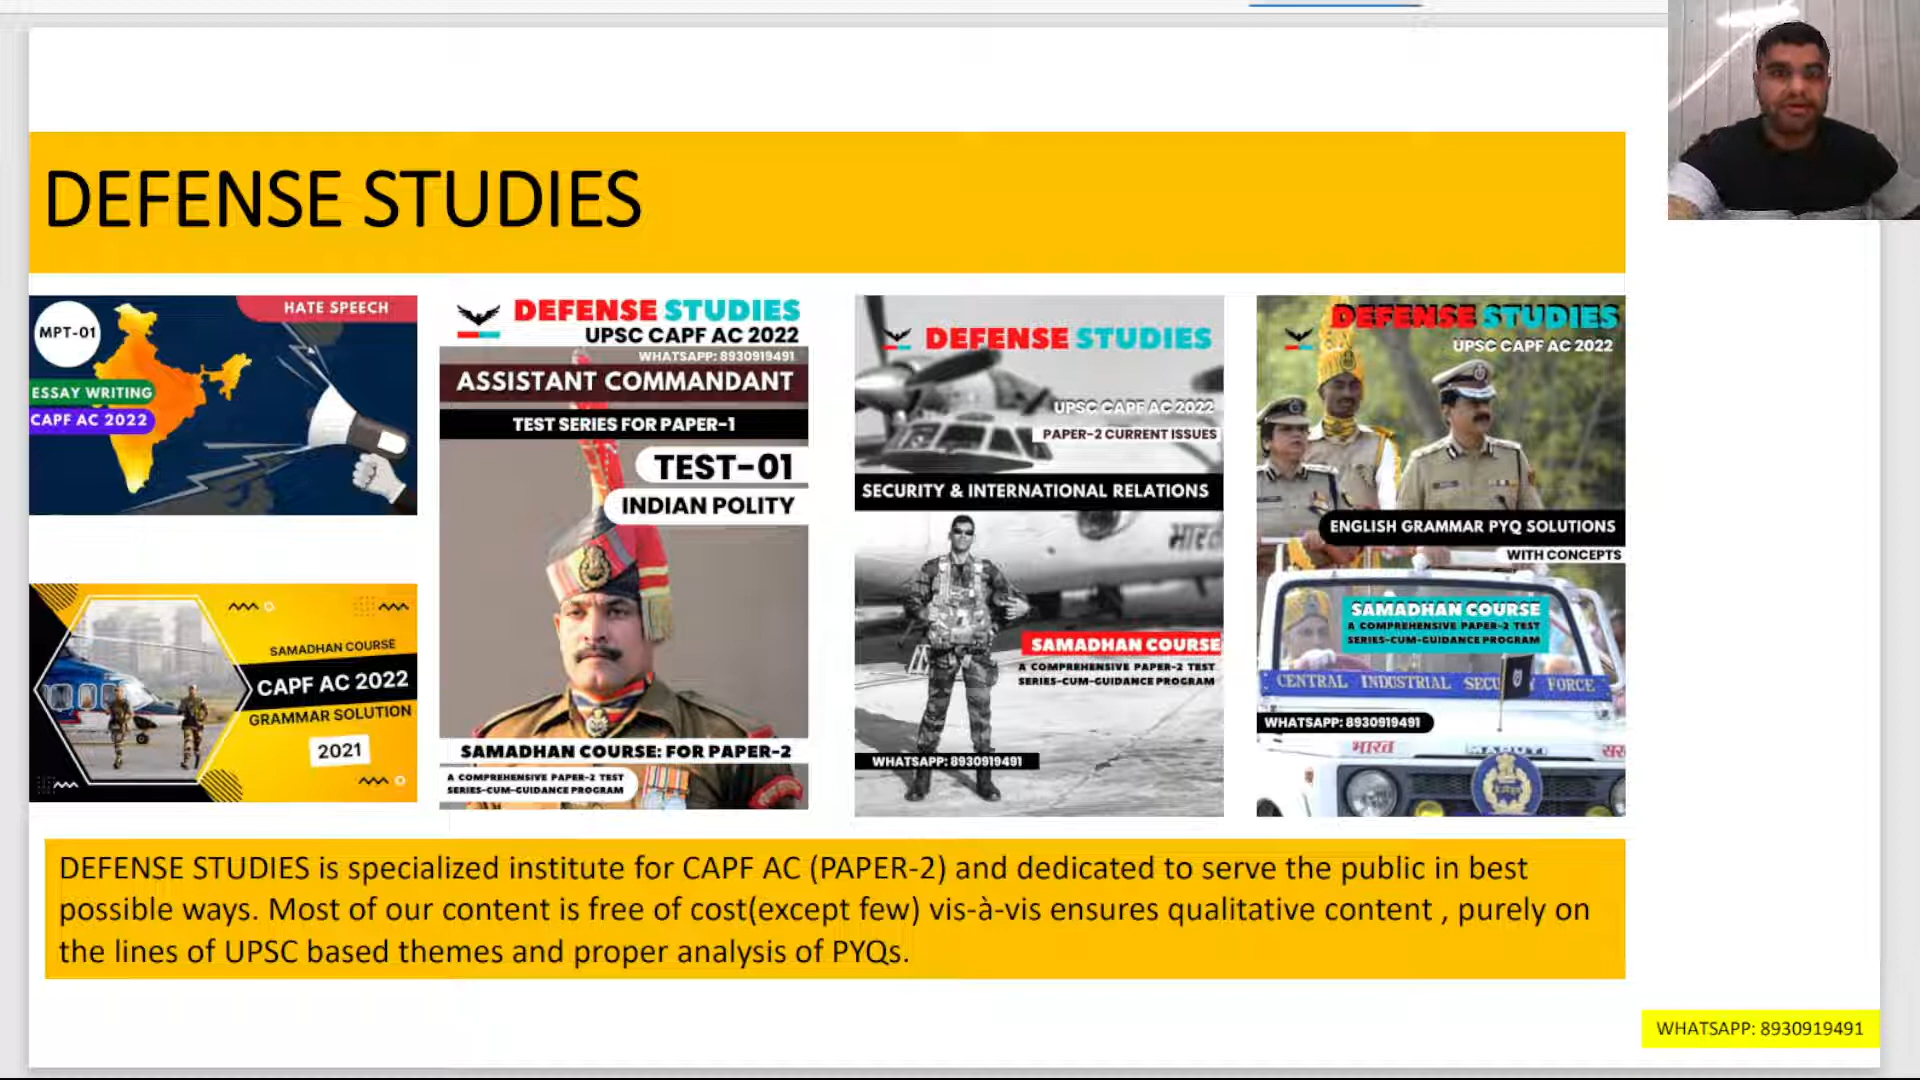 DEFENSE STUDIES
HATE SPEECH
MPT-01
ESSAY WRITING
CAPF AC 2022
SAMADHAN COURSE
CAPF AC 2022
GRAMMAR SOLUTION
2021
DEFENSE STUDIES
UPSC CAPF AC 2022
WHATSAPP: 8930919491
ASSISTANT COMMANDANT
TEST SERIES FOR PAPER-1
TEST-01
INDIAN POLITY
SAMADHAN COURSE: FOR PAPER-2
A COMPREHENSIVE PAPER-2 TEST
SERIES-CUM-GUIDANCE PROGRAM
DEFENSE STUDIES
UPSC CAPF AC 2022
PAPER-2 CURRENT ISSUES
SECURITY & INTERNATIONAL RELATIONS
SAMADHAN COURSE
A COMPREHENSIVE PAPER-2 TEST
SERIES-CUM-GUIDANCE PROGRAM
WHATSAPP: 8930919491
DEFENSE STUDIES
UPSC CAPF AC 2022
ENGLISH GRAMMAR PYQ SOLUTIONS
WITH CONCEPTS
SAMADHAN COURSE
A COMPREHENSIVE PAPER-2 TEST
SERIES-CUM-GUIDANCE PROGRAM
CENTRAL INDUSTRIAL FORCE
WHATSAPP: 8930919491
भारत
MARUTI
DEFENSE STUDIES is specialized institute for CAPF AC (PAPER-2) and dedicated to serve the public in best
possible ways. Most of our content is free of cost(except few) vis-à-vis ensures qualitative content , purely on
the lines of UPSC based themes and proper analysis of PYQs.
WHATSAPP: 8930919491